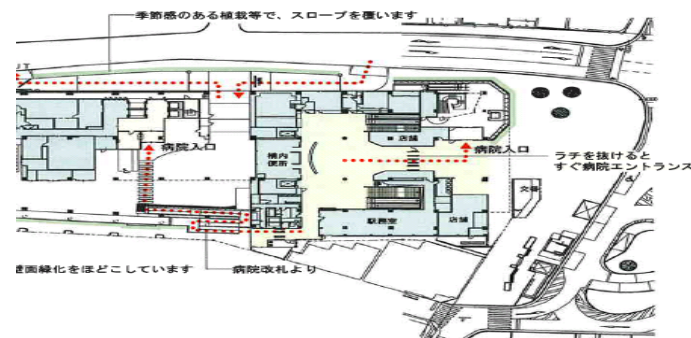 季節感のある植栽等で、スロープを覆います
店舗
病院入口
病院入口
構内
便所
ラチを抜けると
すぐ病院エントランス
交番
駅務室
店舗
壁面緑化をほどこしています
病院改札より